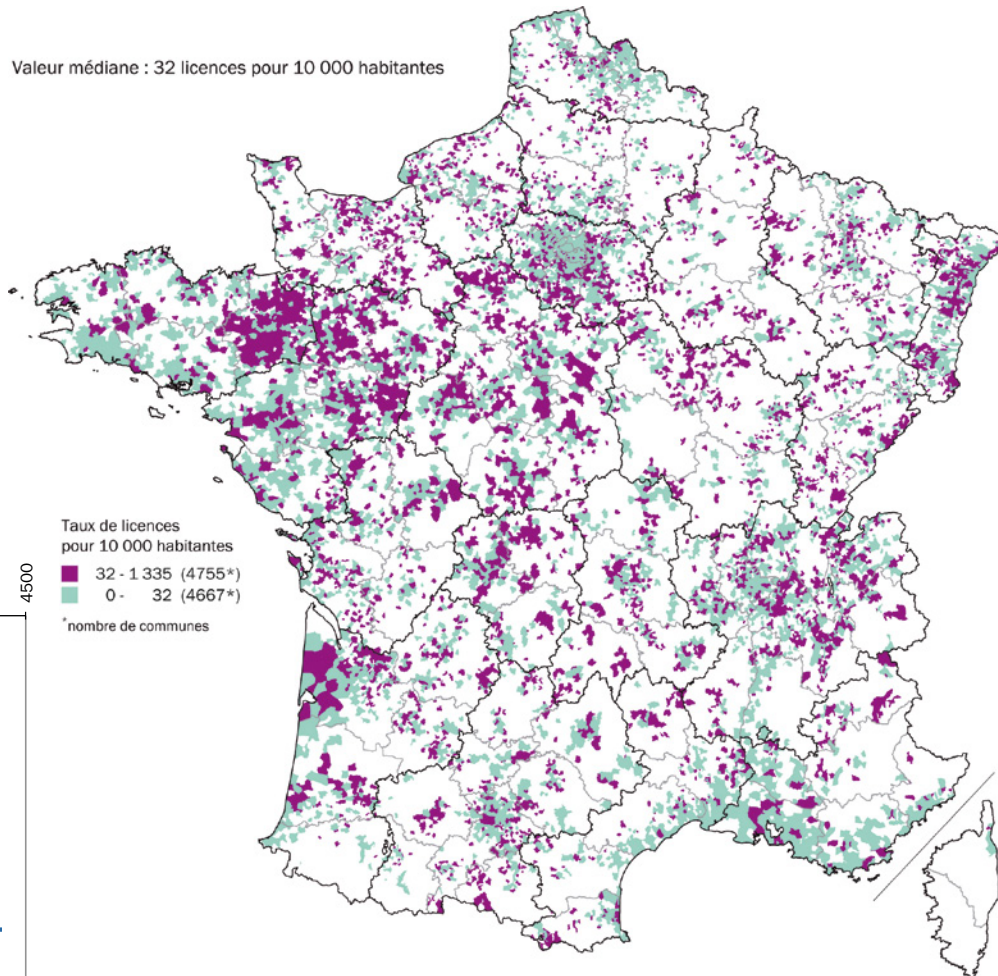 Valeur médiane : 32 licences pour 10 000 habitantes
Taux de licences
pour 10 000 habitantes
32 - 1 335 (4755*)
0 - 32 (4667*)
*nombre de communes
4500